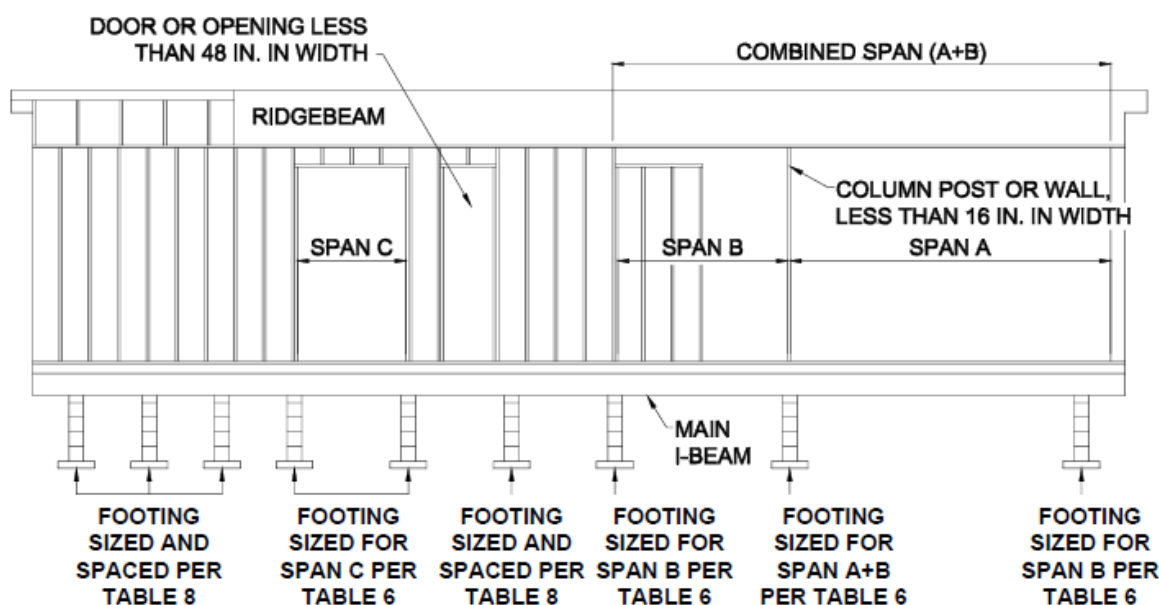 DOOR OR OPENING LESS
THAN 48 IN. IN WIDTH
COMBINED SPAN (A+B)
RIDGEBEAM
COLUMN POST OR WALL,
LESS THAN 16 IN. IN WIDTH
SPAN C
SPAN B
SPAN A
MAIN
I-BEAM
FOOTING
SIZED AND
SPACED PER
TABLE 8
FOOTING
SIZED FOR
SPAN C PER
TABLE 6
FOOTING
SIZED AND
SPACED PER
TABLE 8
FOOTING
SIZED FOR
SPAN B PER
TABLE 6
FOOTING
SIZED FOR
SPAN A+B
PER TABLE 6
FOOTING
SIZED FOR
SPAN B PER
TABLE 6